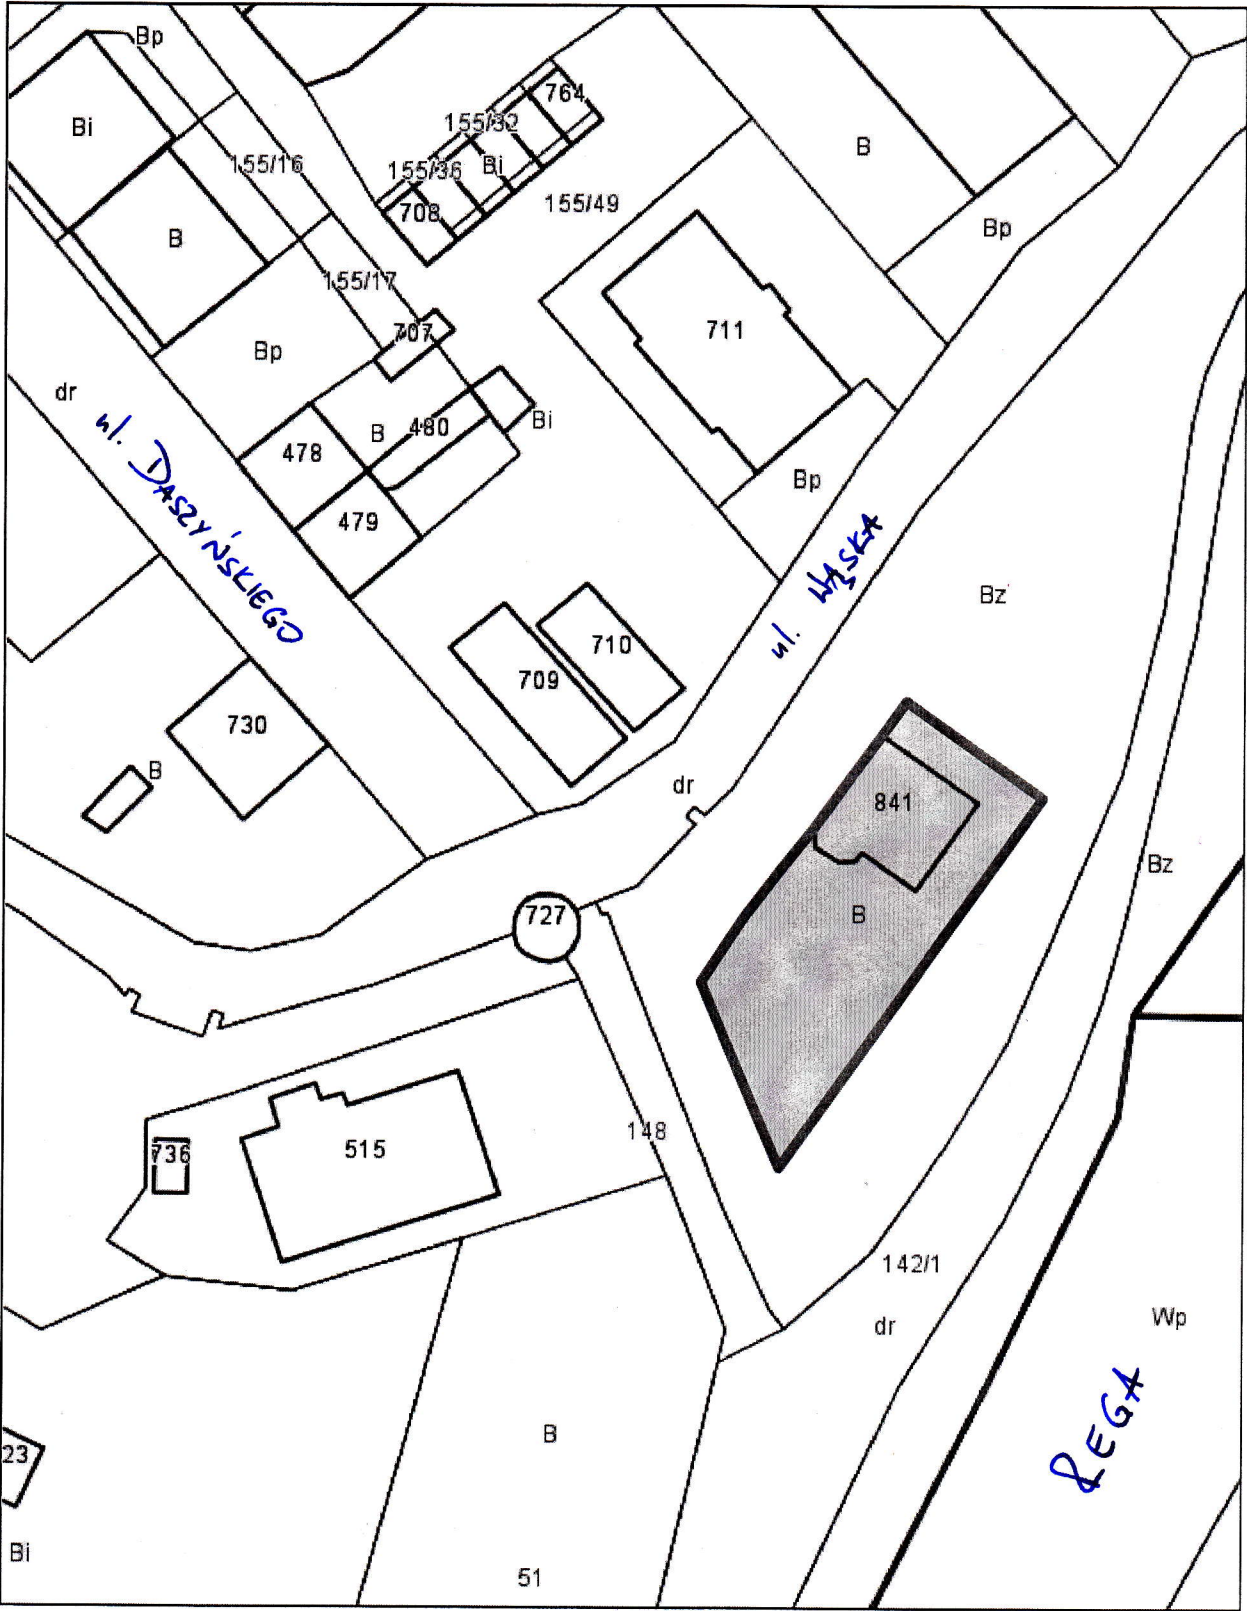 Bp
Bi
764
155/32
155/16
155/36
Bi
B
708
155/49
B
Bp
155/17
707
711
Bp
dr
Bi
B
480
478
ul. DASZYŃSKIEGO
Bp
479
ul. WĄSKA
Bz
710
709
730
B
dr
841
Bz
727
B
148
736
515
142/1
Wp
dr
REGA
B
23
Bi
51